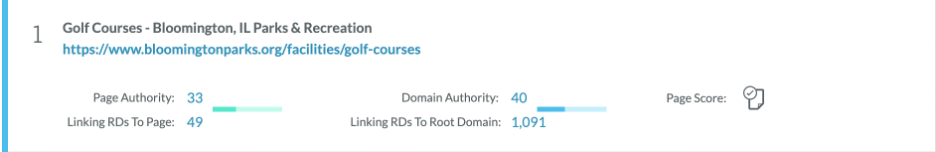 1
Golf Courses - Bloomington, IL Parks & Recreation
https://www.bloomingtonparks.org/facilities/golf-courses
Page Authority: 33 Domain Authority: 40 Page Score:
Linking RDs To Page: 49 Linking RDs To Root Domain: 1,091